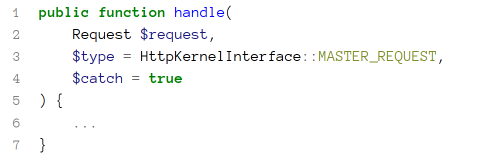 1 public function handle(
2 Request $request,
3 $type = HttpKernelInterface::MASTER_REQUEST,
4 $catch = true
5 ) {
6 ...
7 }